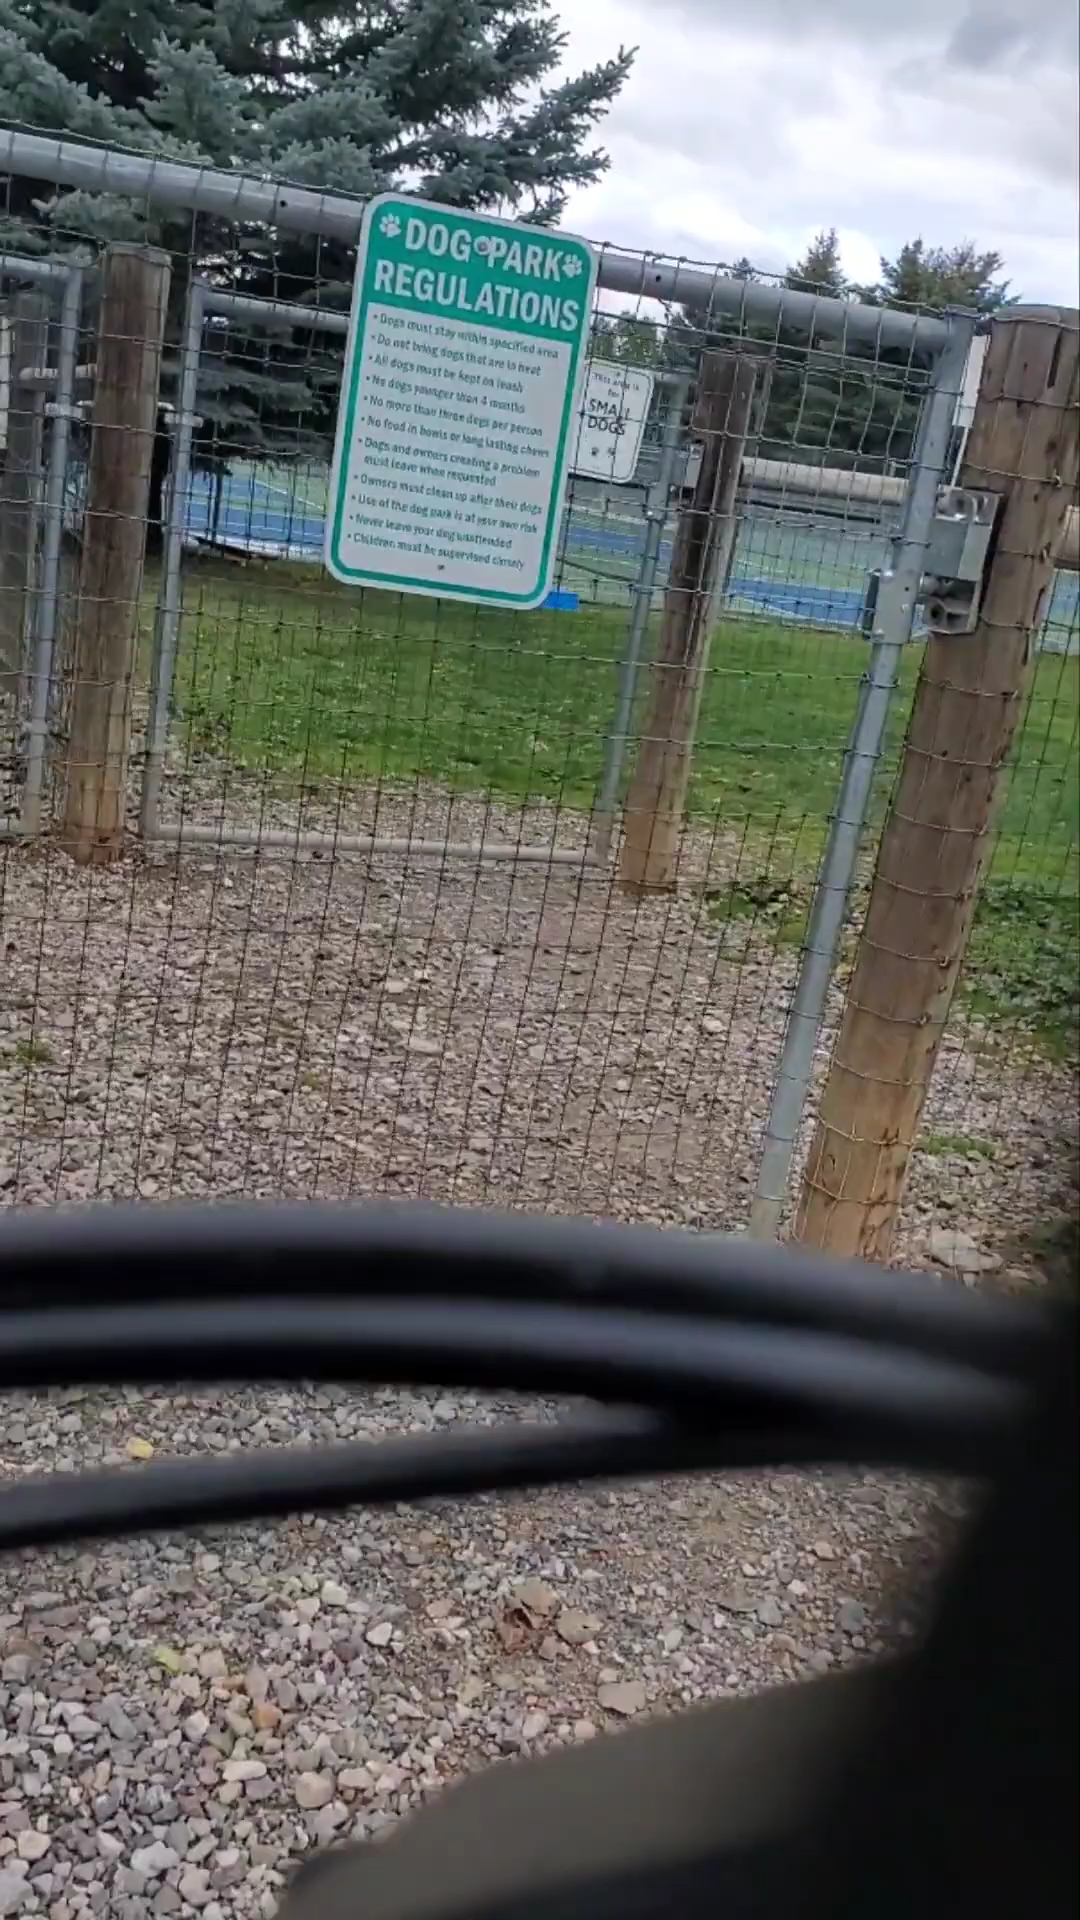 DOG PARK
REGULATIONS
• Dogs must stay within specified area
• Do not bring dogs that are in heat
• All dogs must be kept on leash
• No dogs younger than 4 months
• No more than three dogs per person
• No food in bowls or long lasting chews
• Dogs and owners creating a problem
must leave when requested
• Owners must clean up after their dogs
• Use of the dog park is at your own risk
• Never leave your dog unattended
• Children must be supervised closely
This area is
for
SMALL
DOGS